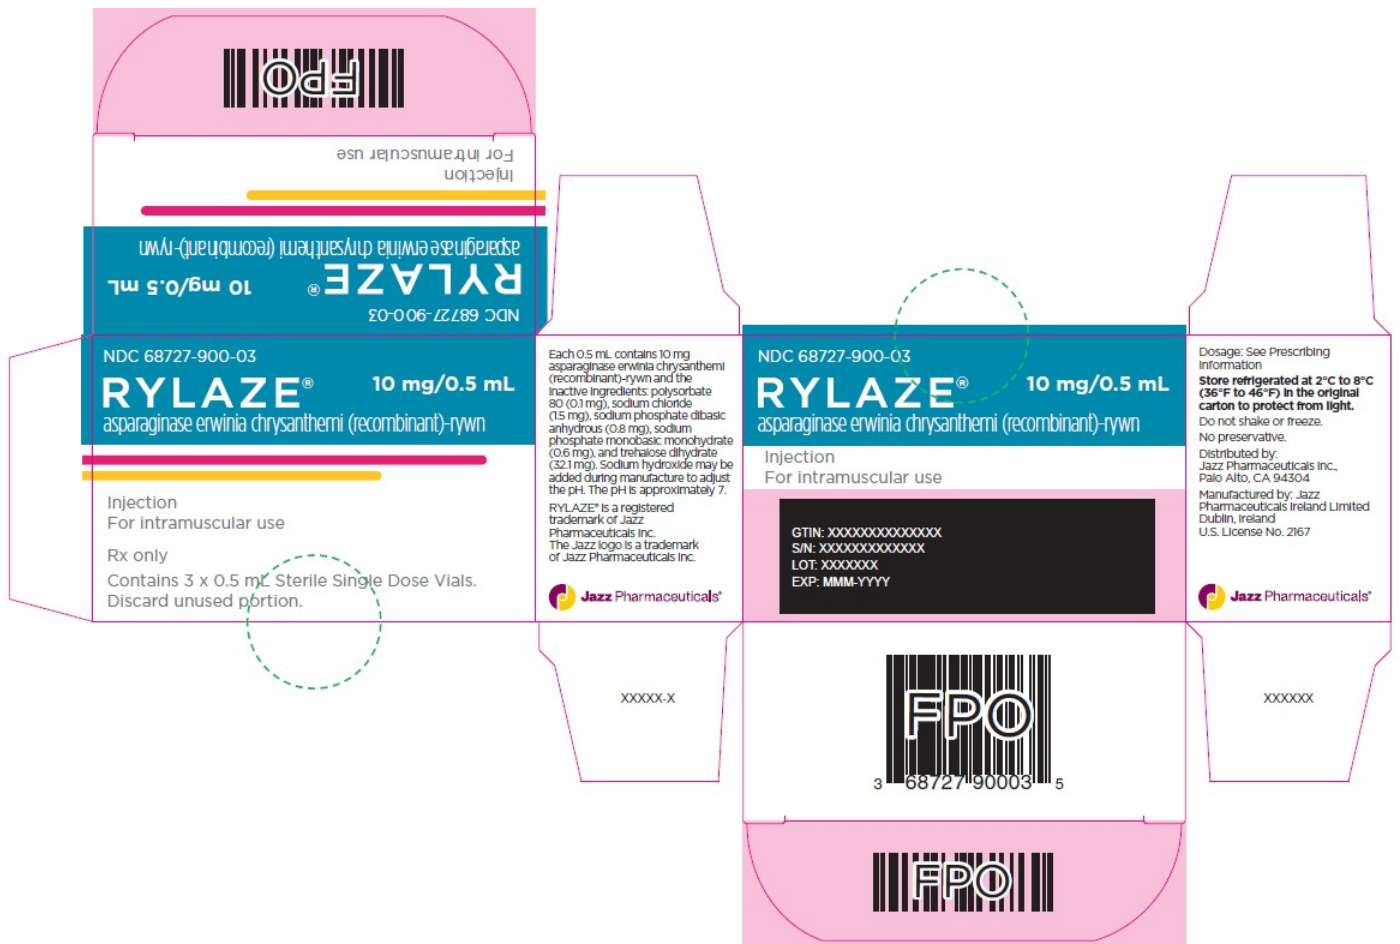 FPO
Injection
For intramuscular use
asparaginase erwinia chrysanthemi (recombinant)-rywn
RYLAZE® 10 mg/0.5 mL
NDC 68727-900-03
NDC 68727-900-03
RYLAZE® 10 mg/0.5 mL
asparaginase erwinia chrysanthemi (recombinant)-rywn
Injection
For intramuscular use
Rx only
Contains 3 x 0.5 mL Sterile Single Dose Vials.
Discard unused portion.
Each 0.5 mL contains 10 mg
asparaginase erwinia chrysanthemi
(recombinant)-rywn and the
inactive ingredients: polysorbate
80 (0.1 mg), sodium chloride
(1.5 mg), sodium phosphate dibasic
anhydrous (0.8 mg), sodium
phosphate monobasic monohydrate
(0.6 mg), and trehalose dihydrate
(32.1 mg). Sodium hydroxide may be
added during manufacture to adjust
the pH. The pH is approximately 7.
RYLAZE® is a registered
trademark of Jazz
Pharmaceuticals Inc.
The Jazz logo is a trademark
of Jazz Pharmaceuticals Inc.
Jazz Pharmaceuticals®
XXXXX-X
NDC 68727-900-03
RYLAZE® 10 mg/0.5 mL
asparaginase erwinia chrysanthemi (recombinant)-rywn
Injection
For intramuscular use
GTIN: XXXXXXXXXXXXXX
S/N: XXXXXXXXXXXXX
LOT: XXXXXXX
EXP: MMM-YYYY
FPO
3 68727 90003 5
FPO
Dosage: See Prescribing
Information
Store refrigerated at 2°C to 8°C
(36°F to 46°F) in the original
carton to protect from light.
Do not shake or freeze.
No preservative.
Distributed by:
Jazz Pharmaceuticals Inc.,
Palo Alto, CA 94304
Manufactured by: Jazz
Pharmaceuticals Ireland Limited
Dublin, Ireland
U.S. License No. 2167
Jazz Pharmaceuticals®
XXXXXX